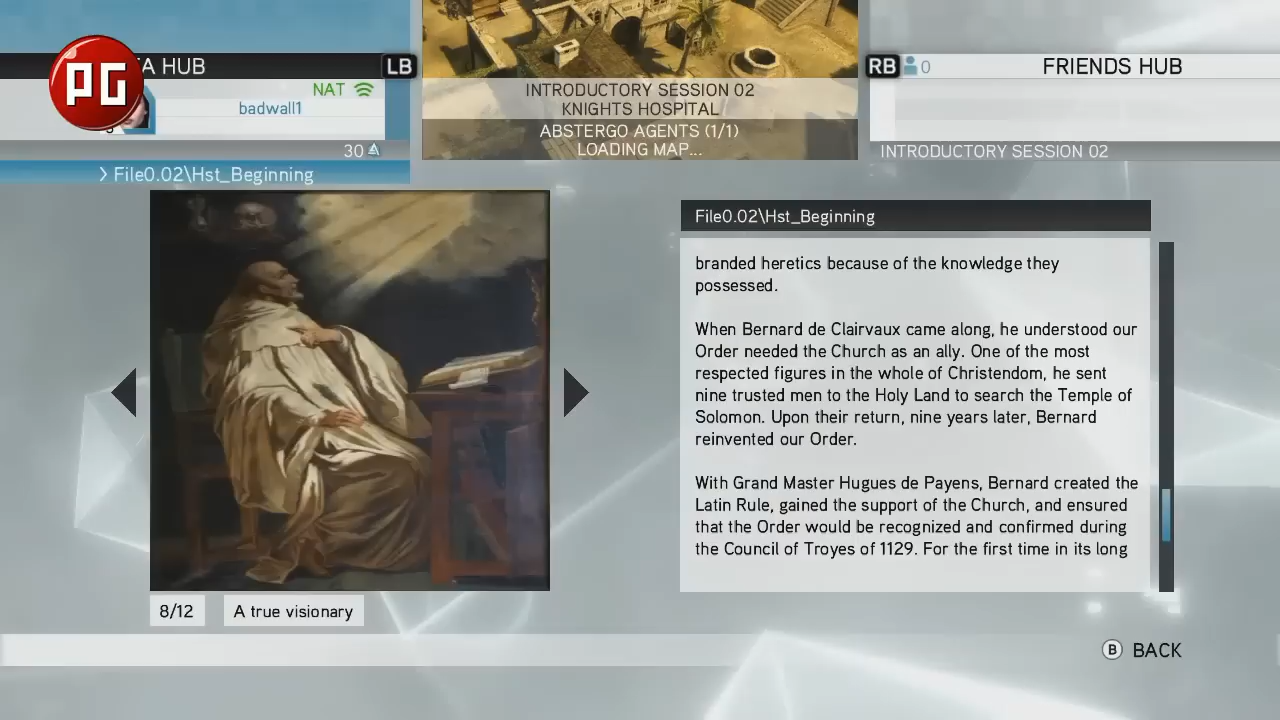 PG
A HUB
LB
NAT
badwall1
30
> File0.02\Hst_Beginning
INTRODUCTORY SESSION 02
KNIGHTS HOSPITAL
ABSTERGO AGENTS (1/1)
LOADING MAP...
RB
0
FRIENDS HUB
INTRODUCTORY SESSION 02
File0.02\Hst_Beginning
branded heretics because of the knowledge they
possessed.
When Bernard de Clairvaux came along, he understood our
Order needed the Church as an ally. One of the most
respected figures in the whole of Christendom, he sent
nine trusted men to the Holy Land to search the Temple of
Solomon. Upon their return, nine years later, Bernard
reinvented our Order.
With Grand Master Hugues de Payens, Bernard created the
Latin Rule, gained the support of the Church, and ensured
that the Order would be recognized and confirmed during
the Council of Troyes of 1129. For the first time in its long
8/12
A true visionary
B BACK